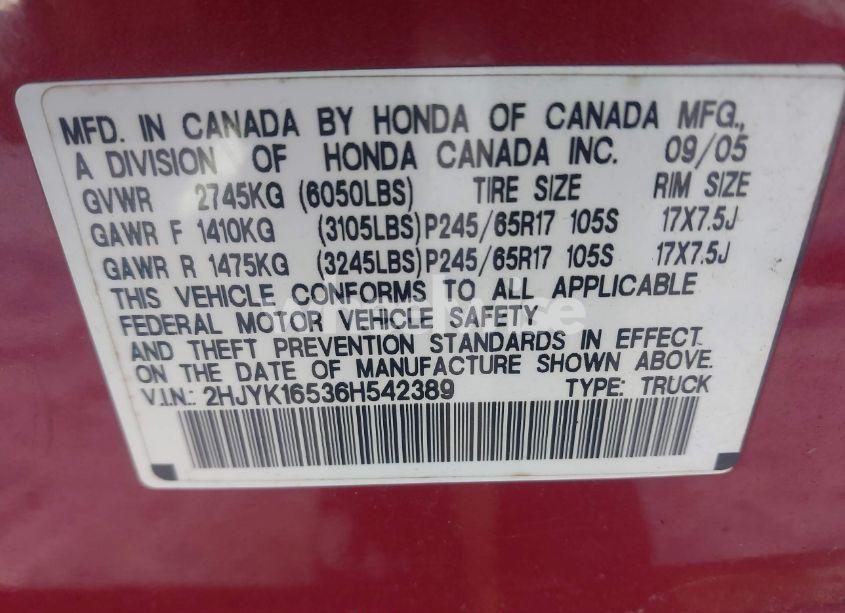 MFD. IN CANADA BY HONDA OF CANADA MFG.,
A DIVISION OF HONDA CANADA INC. 09/05
GVWR 2745KG (6050LBS) TIRE SIZE RIM SIZE
GAWR F 1410KG (3105LBS) P245/65R17 105S 17X7.5J
GAWR R 1475KG (3245LBS) P245/65R17 105S 17X7.5J
THIS VEHICLE CONFORMS TO ALL APPLICABLE
FEDERAL MOTOR VEHICLE SAFETY
AND THEFT PREVENTION STANDARDS IN EFFECT
ON THE DATE OF MANUFACTURE SHOWN ABOVE.
V.I.N.: 2HJYK16536H542389 TYPE: TRUCK